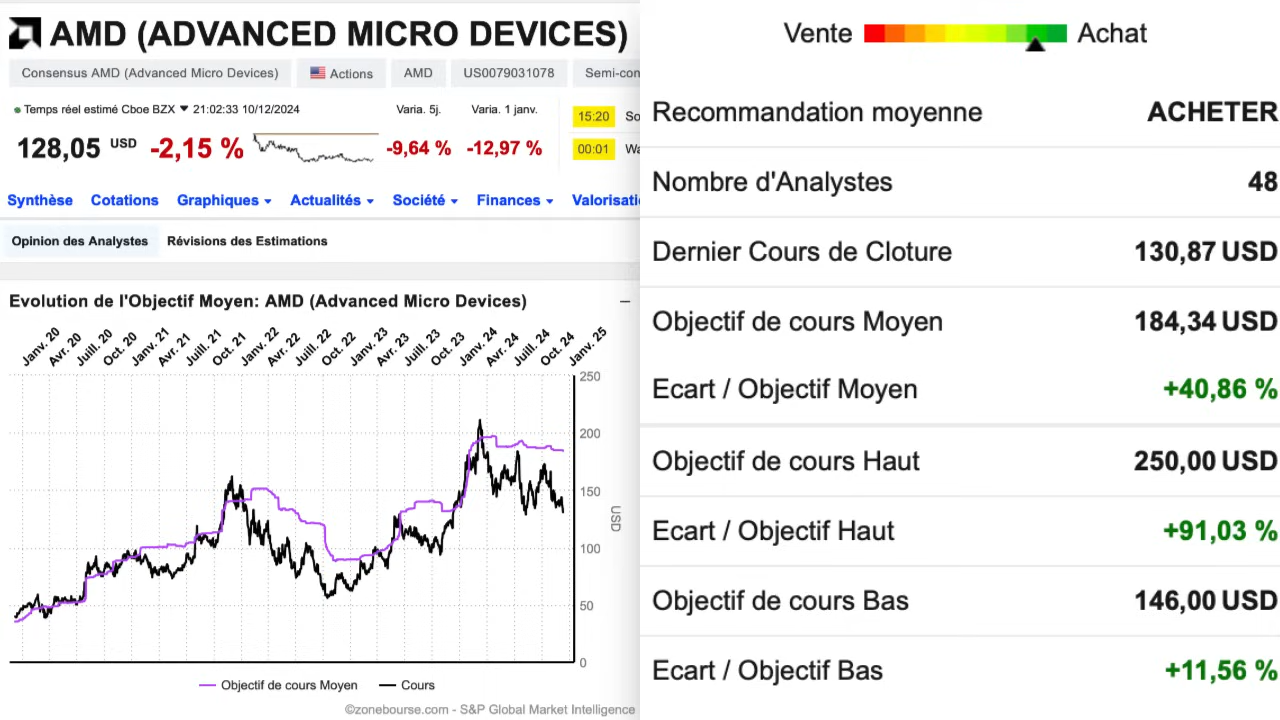 AMD (ADVANCED MICRO DEVICES)
Consensus AMD (Advanced Micro Devices) Actions AMD US0079031078 Semi-con
Temps réel estimé Cboe BZX 21:02:33 10/12/2024 Varia. 5j. Varia. 1 janv. 15:20 So
128,05 USD -2,15 % -9,64 % -12,97 % 00:01 Wa
Synthèse Cotations Graphiques Actualités Société Finances Valorisati
Opinion des Analystes Révisions des Estimations
Evolution de l'Objectif Moyen: AMD (Advanced Micro Devices)
Janv. 20 Avr. 20 Juill. 20 Oct. 20 Janv. 21 Avr. 21 Juill. 21 Oct. 21 Janv. 22 Avr. 22 Juill. 22 Oct. 22 Janv. 23 Avr. 23 Juill. 23 Oct. 23 Janv. 24 Avr. 24 Juill. 24 Oct. 24 Janv. 25
250
200
150
USD
100
50
0
Objectif de cours Moyen Cours
©zonebourse.com - S&P Global Market Intelligence
Vente Achat
Recommandation moyenne ACHETER
Nombre d'Analystes 48
Dernier Cours de Cloture 130,87 USD
Objectif de cours Moyen 184,34 USD
Ecart / Objectif Moyen +40,86 %
Objectif de cours Haut 250,00 USD
Ecart / Objectif Haut +91,03 %
Objectif de cours Bas 146,00 USD
Ecart / Objectif Bas +11,56 %